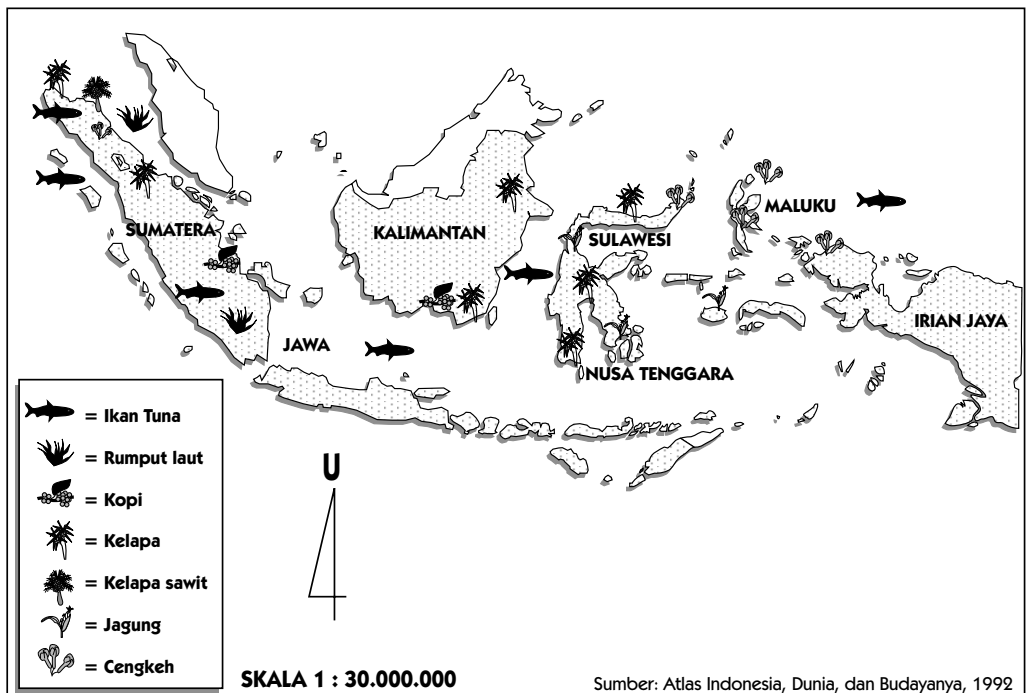 SUMATERA
KALIMANTAN
SULAWESI
MALUKU
IRIAN JAYA
JAWA
NUSA TENGGARA
= Ikan Tuna
= Rumput laut
= Kopi
= Kelapa
= Kelapa sawit
= Jagung
= Cengkeh
U
SKALA 1 : 30.000.000
Sumber: Atlas Indonesia, Dunia, dan Budayanya, 1992